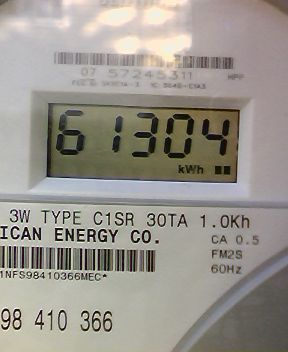 07 57245311 HPP
61304
kWh
3W TYPE C1SR 30TA 1.0Kh
ICAN ENERGY CO.
CA 0.5
FM2S
60Hz
1NFS98410366MEC*
98 410 366